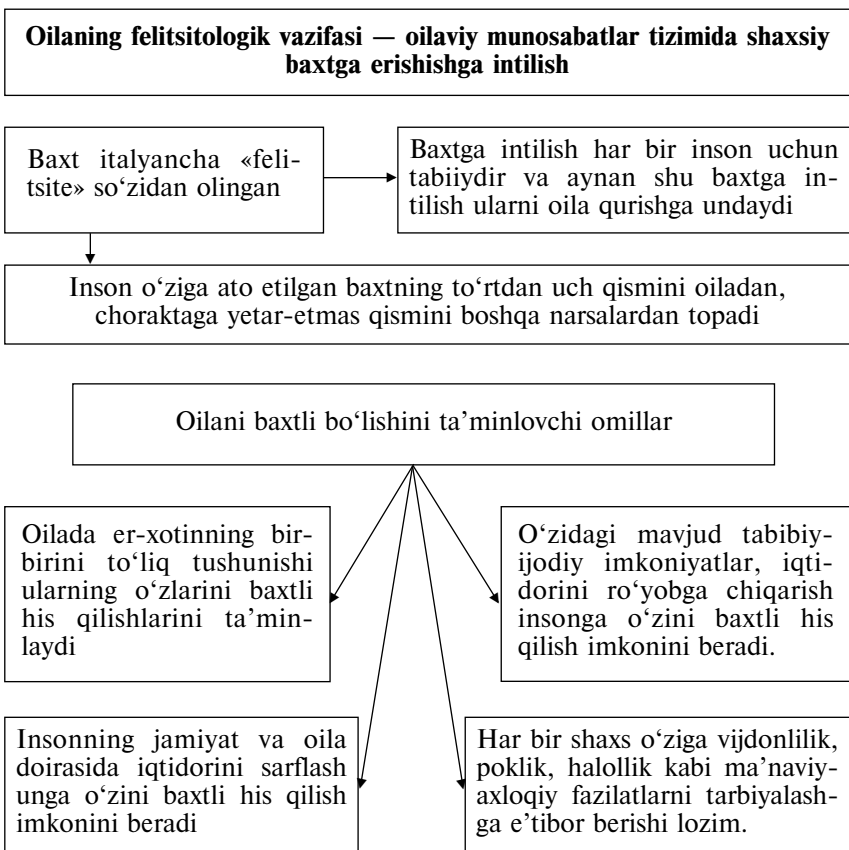 Oilaning felitsitologik vazifasi — oilaviy munosabatlar tizimida shaxsiy
baxtga erishishga intilish
Baxt italyancha «feli-
tsite» so‘zidan olingan
Baxtga intilish har bir inson uchun
tabiiydir va aynan shu baxtga in-
tilish ularni oila qurishga undaydi
Inson o‘ziga ato etilgan baxtning to‘rtdan uch qismini oiladan,
choraktaga yetar-etmas qismini boshqa narsalardan topadi
Oilani baxtli bo‘lishini ta’minlovchi omillar
Oilada er-xotinning bir-
birini to‘liq tushunishi
ularning o‘zlarini baxtli
his qilishlarini ta’min-
laydi
O‘zidagi mavjud tabibiy-
ijodiy imkoniyatlar, iqti-
dorini ro‘yobga chiqarish
insonga o‘zini baxtli his
qilish imkonini beradi.
Insonning jamiyat va oila
doirasida iqtidorini sarflash
unga o‘zini baxtli his qilish
imkonini beradi
Har bir shaxs o‘ziga vijdonlilik,
poklik, halollik kabi ma’naviy-
axloqiy fazilatlarni tarbiyalash-
ga e’tibor berishi lozim.